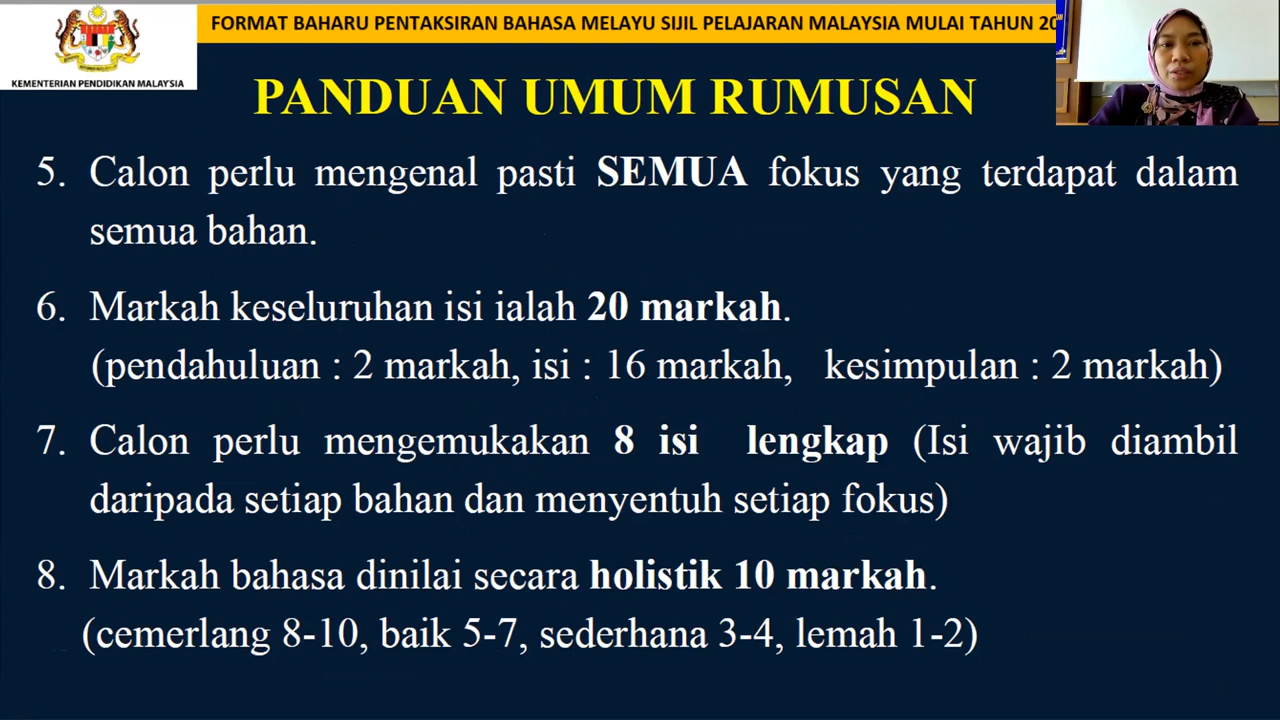 FORMAT BAHARU PENTAKSIRAN BAHASA MELAYU SIJIL PELAJARAN MALAYSIA MULAI TAHUN 20
KEMENTERIAN PENDIDIKAN MALAYSIA
PANDUAN UMUM RUMUSAN
5. Calon perlu mengenal pasti SEMUA fokus yang terdapat dalam
semua bahan.
6. Markah keseluruhan isi ialah 20 markah.
(pendahuluan : 2 markah, isi : 16 markah, kesimpulan : 2 markah)
7. Calon perlu mengemukakan 8 isi lengkap (Isi wajib diambil
daripada setiap bahan dan menyentuh setiap fokus)
8. Markah bahasa dinilai secara holistik 10 markah.
(cemerlang 8-10, baik 5-7, sederhana 3-4, lemah 1-2)